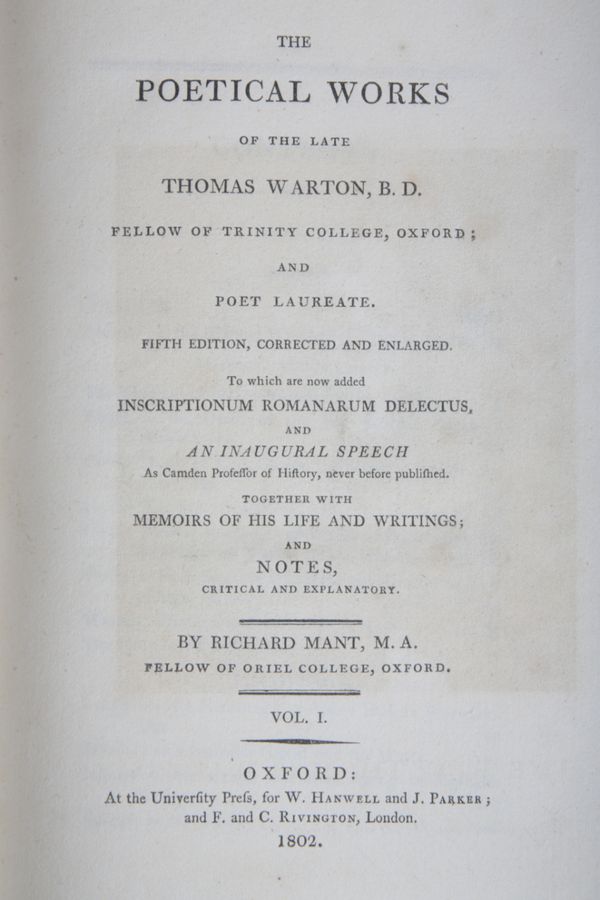 THE
POETICAL WORKS
OF THE LATE
THOMAS WARTON, B. D.
FELLOW OF TRINITY COLLEGE, OXFORD;
AND
POET LAUREATE.
FIFTH EDITION, CORRECTED AND ENLARGED.
To which are now added
INSCRIPTIONUM ROMANARUM DELECTUS,
AND
AN INAUGURAL SPEECH
As Camden Profeſſor of Hiſtory, never before publiſhed.
TOGETHER WITH
MEMOIRS OF HIS LIFE AND WRITINGS;
AND
NOTES,
CRITICAL AND EXPLANATORY.
BY RICHARD MANT, M. A.
FELLOW OF ORIEL COLLEGE, OXFORD.
VOL. I.
OXFORD:
At the Univerſity Preſs, for W. HANWELL and J. PARKER;
and F. and C. RIVINGTON, London.
1802.